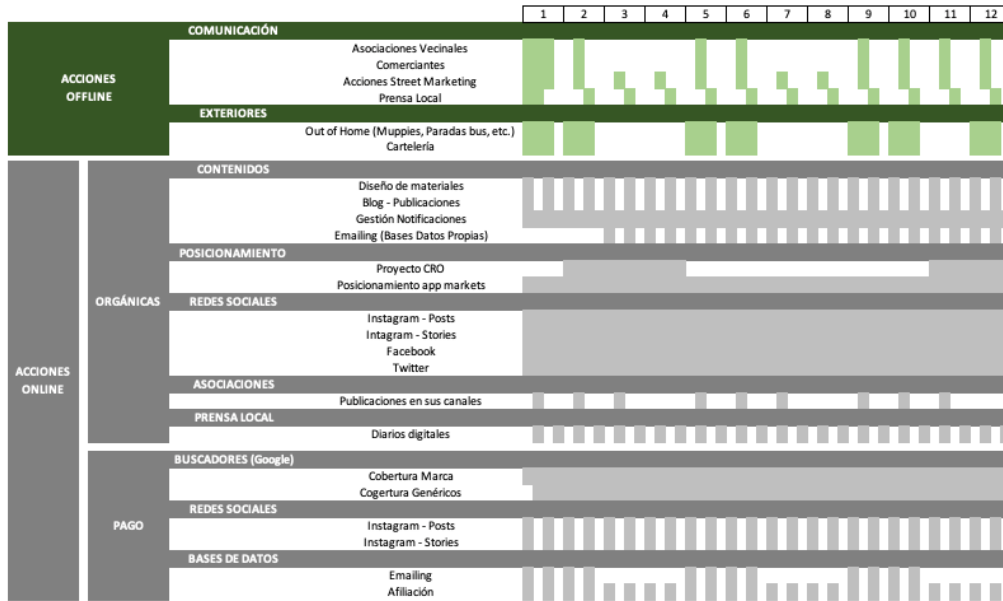 1 2 3 4 5 6 7 8 9 10 11 12
ACCIONES
OFFLINE
COMUNICACIÓN
Asociaciones Vecinales
Comerciantes
Acciones Street Marketing
Prensa Local
EXTERIORES
Out of Home (Muppies, Paradas bus, etc.)
Cartelería
ACCIONES
ONLINE
ORGÁNICAS
CONTENIDOS
Diseño de materiales
Blog - Publicaciones
Gestión Notificaciones
Emailing (Bases Datos Propias)
POSICIONAMIENTO
Proyecto CRO
Posicionamiento app markets
REDES SOCIALES
Instagram - Posts
Intagram - Stories
Facebook
Twitter
ASOCIACIONES
Publicaciones en sus canales
PRENSA LOCAL
Diarios digitales
PAGO
BUSCADORES (Google)
Cobertura Marca
Cogertura Genéricos
REDES SOCIALES
Instagram - Posts
Instagram - Stories
BASES DE DATOS
Emailing
Afiliación